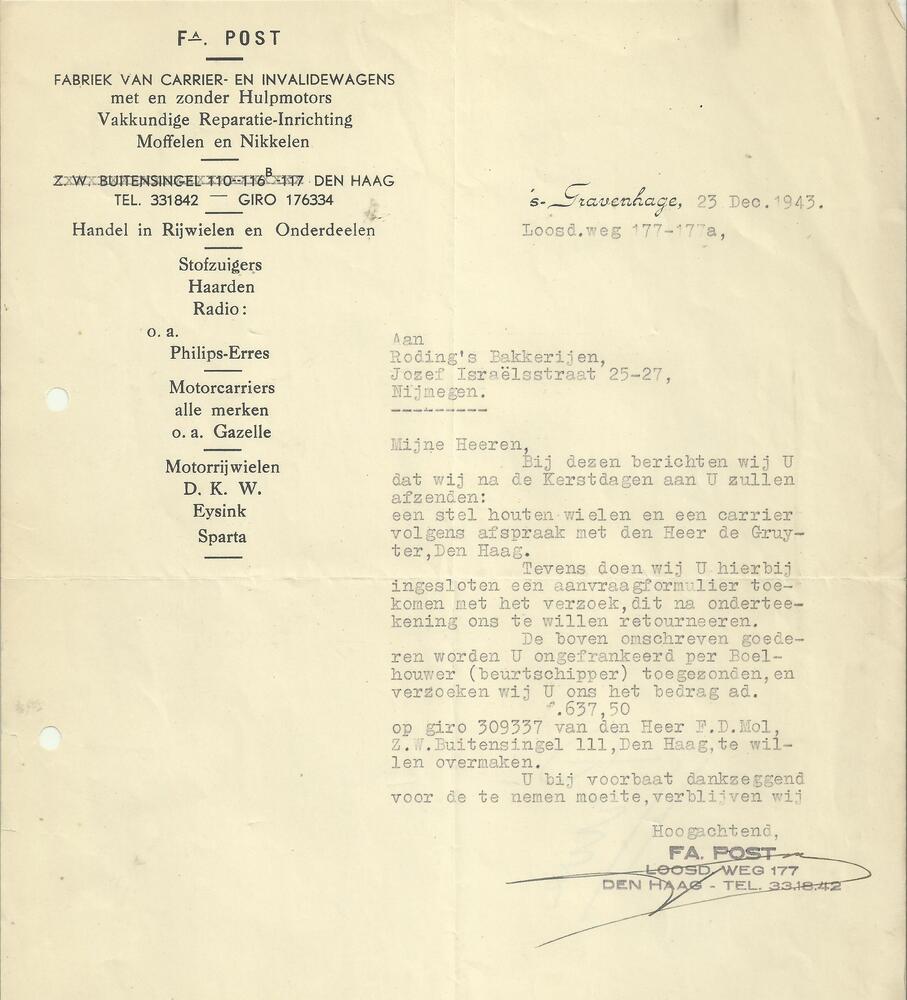 FA. POST
FABRIEK VAN CARRIER- EN INVALIDEWAGENS
met en zonder Hulpmotors
Vakkundige Reparatie-Inrichting
Moffelen en Nikkelen
Z.W. BUITENSINGEL 110-116B-117 DEN HAAG
TEL. 331842 — GIRO 176334
Handel in Rijwielen en Onderdeelen
Stofzuigers
Haarden
Radio:
o. a.
Philips-Erres
Motorcarriers
alle merken
o. a. Gazelle
Motorrijwielen
D. K. W.
Eysink
Sparta
's-Gravenhage, 23 Dec.1943.
Loosd.weg 177-177a,
Aan
Roding's Bakkerijen,
Jozef Israëlsstraat 25-27,
Nijmegen.
----------
Mijne Heeren,
Bij dezen berichten wij U
dat wij na de Kerstdagen aan U zullen
afzenden:
een stel houten wielen en een carrier
volgens afspraak met den Heer de Gruy-
ter,Den Haag.
Tevens doen wij U hierbij
ingesloten een aanvraagformulier toe-
komen met het verzoek,dit na ondertee-
kening ons te willen retourneeren.
De boven omschreven goede-
ren worden U ongefrankeerd per Boel-
houwer (beurtschipper) toegezonden,en
verzoeken wij U ons het bedrag ad.
f.637,50
op giro 309337 van den Heer F.D.Mol,
Z.W.Buitensingel 111,Den Haag,te wil-
len overmaken.
U bij voorbaat dankzeggend
voor de te nemen moeite,verblijven wij
Hoogachtend,
FA. POST
LOOSD. WEG 177
DEN HAAG - TEL. 33.18.42